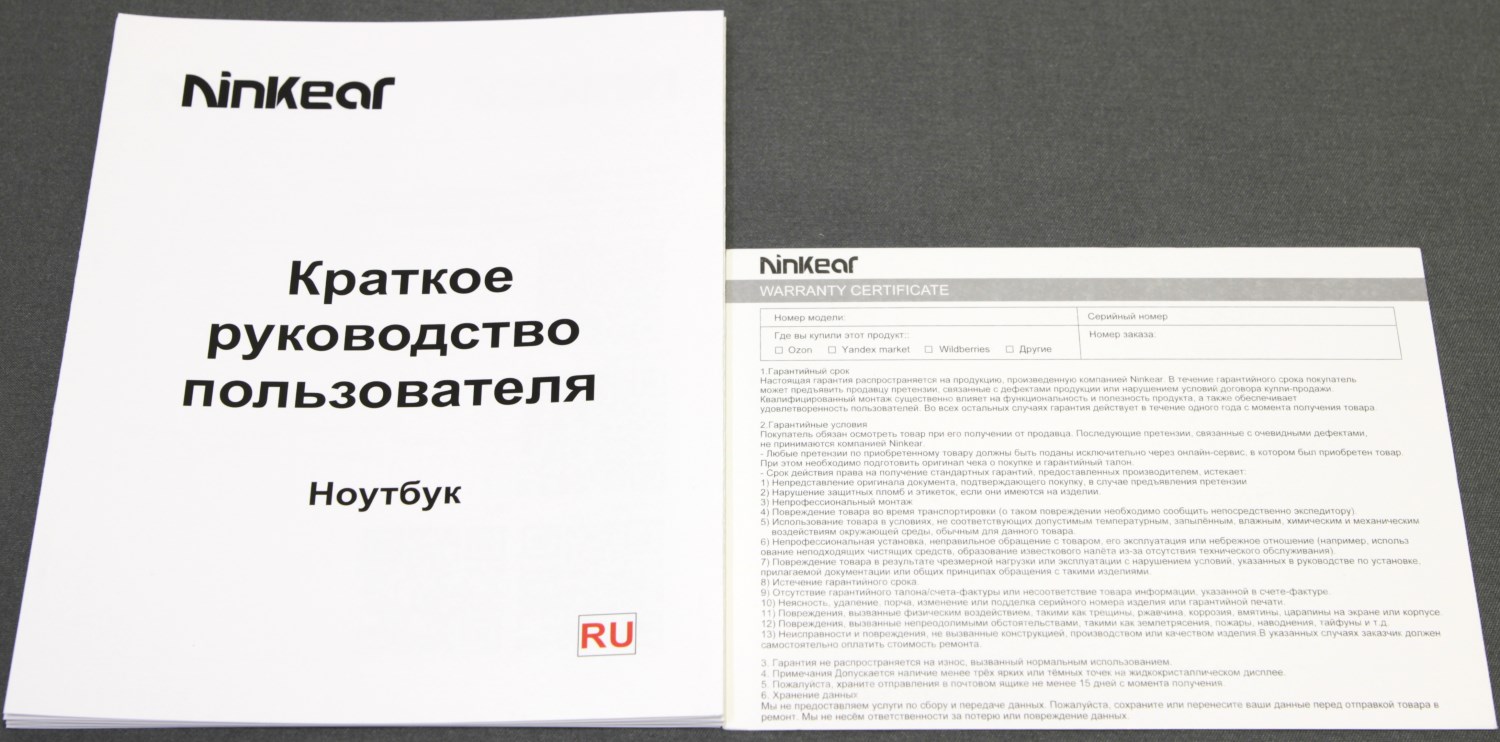 Ninkear
Краткое
руководство
пользователя
Ноутбук
RU
Ninkear
WARRANTY CERTIFICATE
Номер модели:
Серийный номер
Где вы купили этот продукт:
Номер заказа:
☐ Ozon ☐ Yandex market ☐ Wildberries ☐ Другие
1.Гарантийный срок
Настоящая гарантия распространяется на продукцию, произведенную компанией Ninkear. В течение гарантийного срока покупатель
может предъявить продавцу претензии, связанные с дефектами продукции или нарушением условий договора купли-продажи.
Квалифицированный монтаж существенно влияет на функциональность и полезность продукта, а также обеспечивает
удовлетворенность пользователей. Во всех остальных случаях гарантия действует в течение одного года с момента получения товара.
2.Гарантийные условия
Покупатель обязан осмотреть товар при его получении от продавца. Последующие претензии, связанные с очевидными дефектами,
не принимаются компанией Ninkear.
- Любые претензии по приобретенному товару должны быть поданы исключительно через онлайн-сервис, в котором был приобретен товар.
При этом необходимо подготовить оригинал чека о покупке и гарантийный талон.
- Срок действия права на получение стандартных гарантий, предоставленных производителем, истекает:
1) Непредставление оригинала документа, подтверждающего покупку, в случае предъявления претензии
2) Нарушение защитных пломб и этикеток, если они имеются на изделии.
3) Непрофессиональный монтаж
4) Повреждение товара во время транспортировки (о таком повреждении необходимо сообщить непосредственно экспедитору).
5) Использование товара в условиях, не соответствующих допустимым температурным, запылённым, влажным, химическим и механическим
воздействиям окружающей среды, обычным для данного товара.
6) Непрофессиональная установка, неправильное обращение с товаром, его эксплуатация или небрежное отношение (например, использ
ование неподходящих чистящих средств, образование известкового налёта из-за отсутствия технического обслуживания).
7) Повреждение товара в результате чрезмерной нагрузки или эксплуатации с нарушением условий, указанных в руководстве по установке,
прилагаемой документации или общих принципах обращения с такими изделиями.
8) Истечение гарантийного срока.
9) Отсутствие гарантийного талона/счета-фактуры или несоответствие товара информации, указанной в счете-фактуре.
10) Неясность, удаление, порча, изменение или подделка серийного номера изделия или гарантийной печати.
11) Повреждения, вызванные физическим воздействием, такими как трещины, ржавчина, коррозия, вмятины, царапины на экране или корпусе.
12) Повреждения, вызванные непреодолимыми обстоятельствами, такими как землетрясения, пожары, наводнения, тайфуны и т.д.
13) Неисправности и повреждения, не вызванные конструкцией, производством или качеством изделия.В указанных случаях заказчик должен
самостоятельно оплатить стоимость ремонта.
3. Гарантия не распространяется на износ, вызванный нормальным использованием.
4. Примечания Допускается наличие менее трёх ярких или тёмных точек на жидкокристаллическом дисплее.
5. Пожалуйста, храните отправления в почтовом ящике не менее 15 дней с момента получения.
6. Хранение данных
Мы не предоставляем услуги по сбору и передаче данных. Пожалуйста, сохраните или перенесите ваши данные перед отправкой товара в
ремонт. Мы не несём ответственности за потерю или повреждение данных.